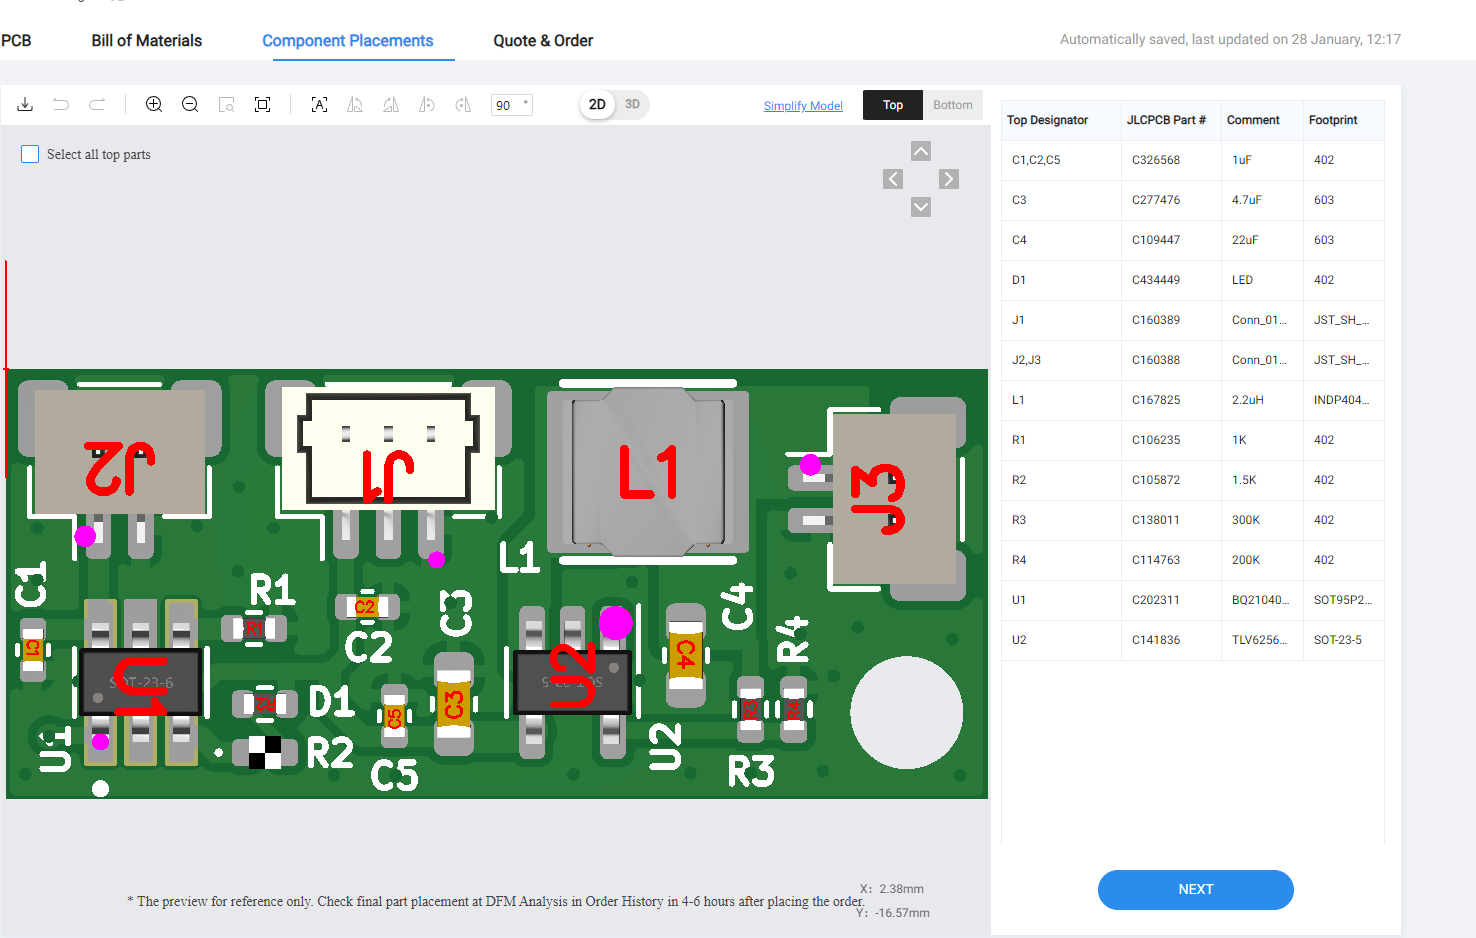 PCB Bill of Materials Component Placements Quote & Order Automatically saved, last updated on 28 January, 12:17
A 90 ° 2D 3D Simplify Model Top Bottom
Select all top parts
Top Designator JLCPCB Part # Comment Footprint
C1,C2,C5 C326568 1uF 402
C3 C277476 4.7uF 603
C4 C109447 22uF 603
D1 C434449 LED 402
J1 C160389 Conn_01... JST_SH_...
J2,J3 C160388 Conn_01... JST_SH_...
L1 C167825 2.2uH INDP404...
R1 C106235 1K 402
R2 C105872 1.5K 402
R3 C138011 300K 402
R4 C114763 200K 402
U1 C202311 BQ21040... SOT95P2...
U2 C141836 TLV6256... SOT-23-5
J2
J1
L1
J3
L1
C1
R1
C2
C3
C4
R4
C1
R1
C2
U1
SOT-23-6
U2
SOT-23-5
C4
R2
D1
C5
C3
R3
R4
U1
R2
C5
U2
R3
* The preview for reference only. Check final part placement at DFM Analysis in Order History in 4-6 hours after placing the order.
X: 2.38mm
Y: -16.57mm
NEXT